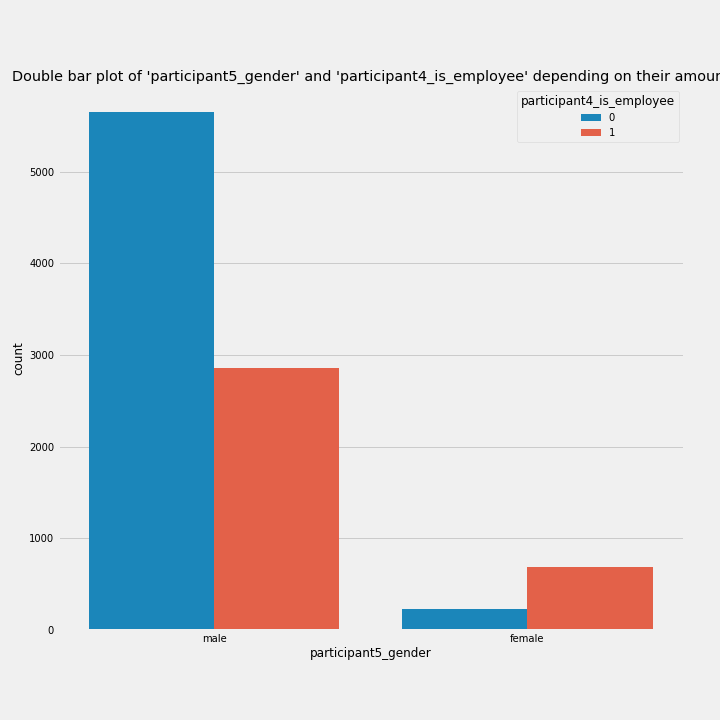 Double bar plot of 'participant5_gender' and 'participant4_is_employee' depending on their
participant4_is_employee
0
1
5000
4000
3000
2000
1000
0
count
male
female
participant5_gender